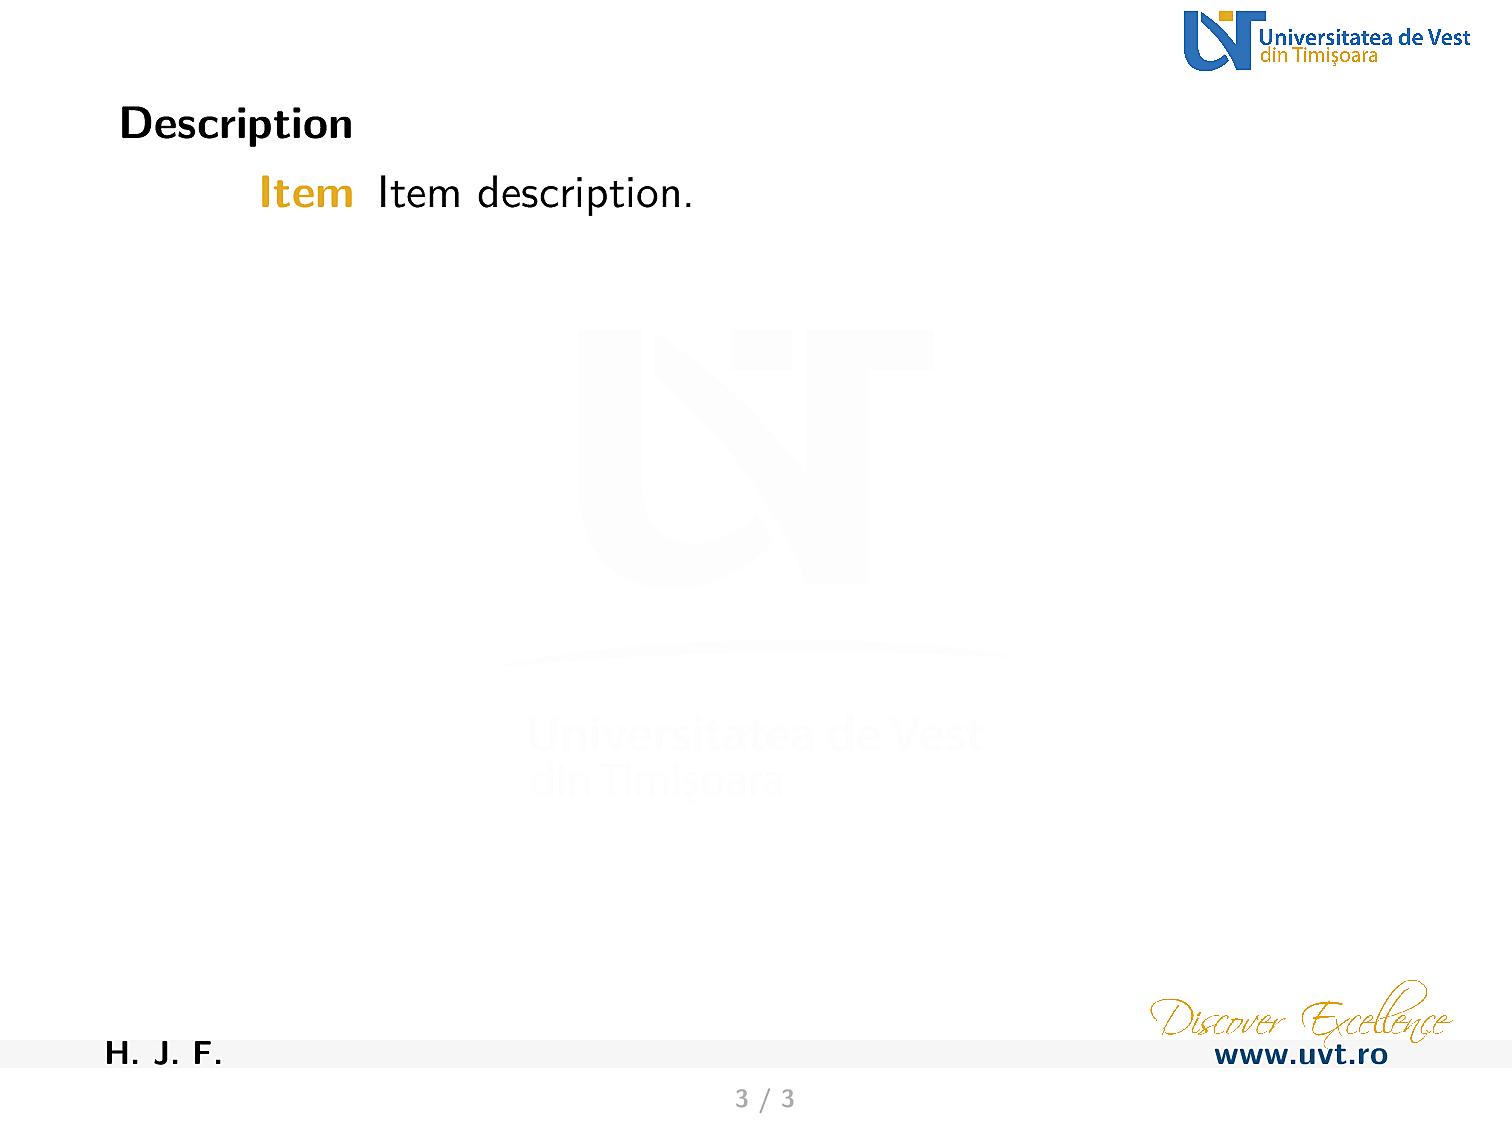 Universitatea de Vest
din Timişoara
Description
Item Item description.
Universitatea de Vest
din Timişoara
Discover Excellence
H. J. F.
www.uvt.ro
3 / 3